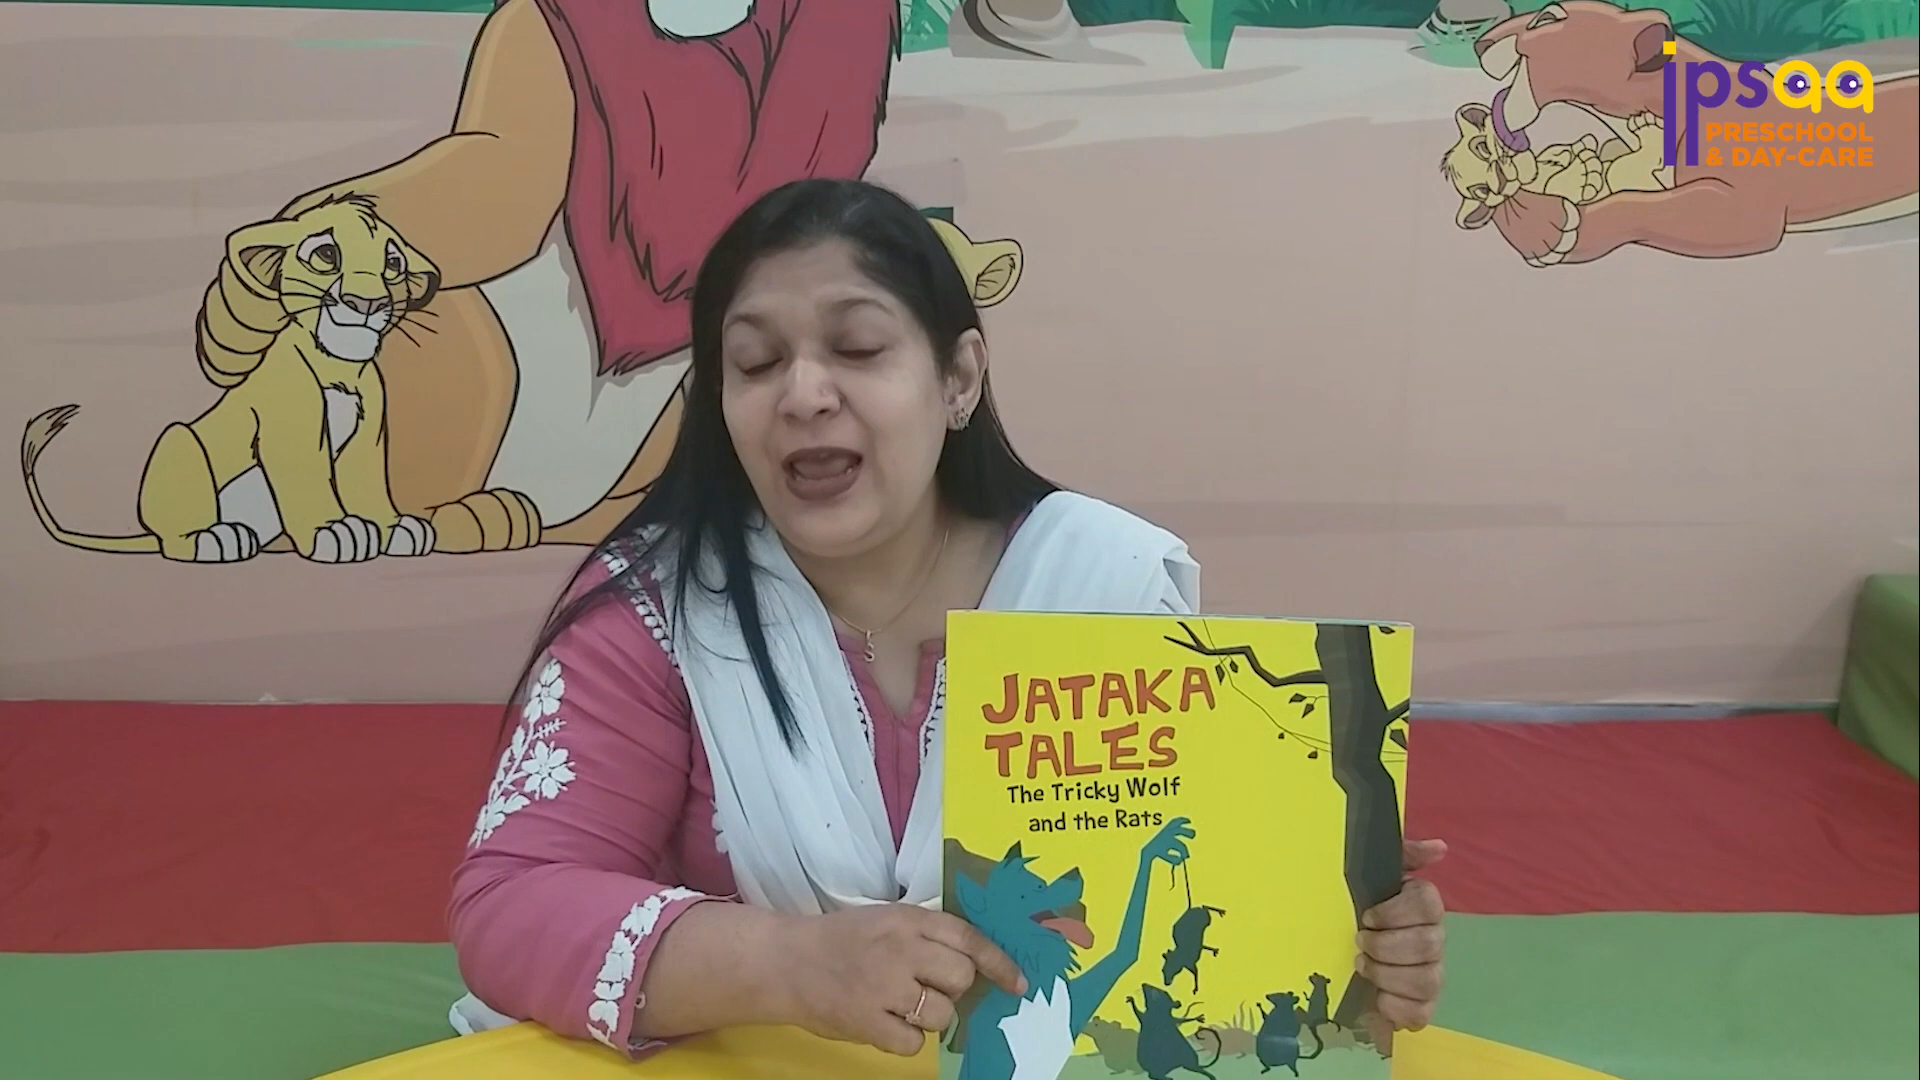 ipsaa
PRESCHOOL
& DAY-CARE
JATAKA
TALES
The Tricky Wolf
and the Rats